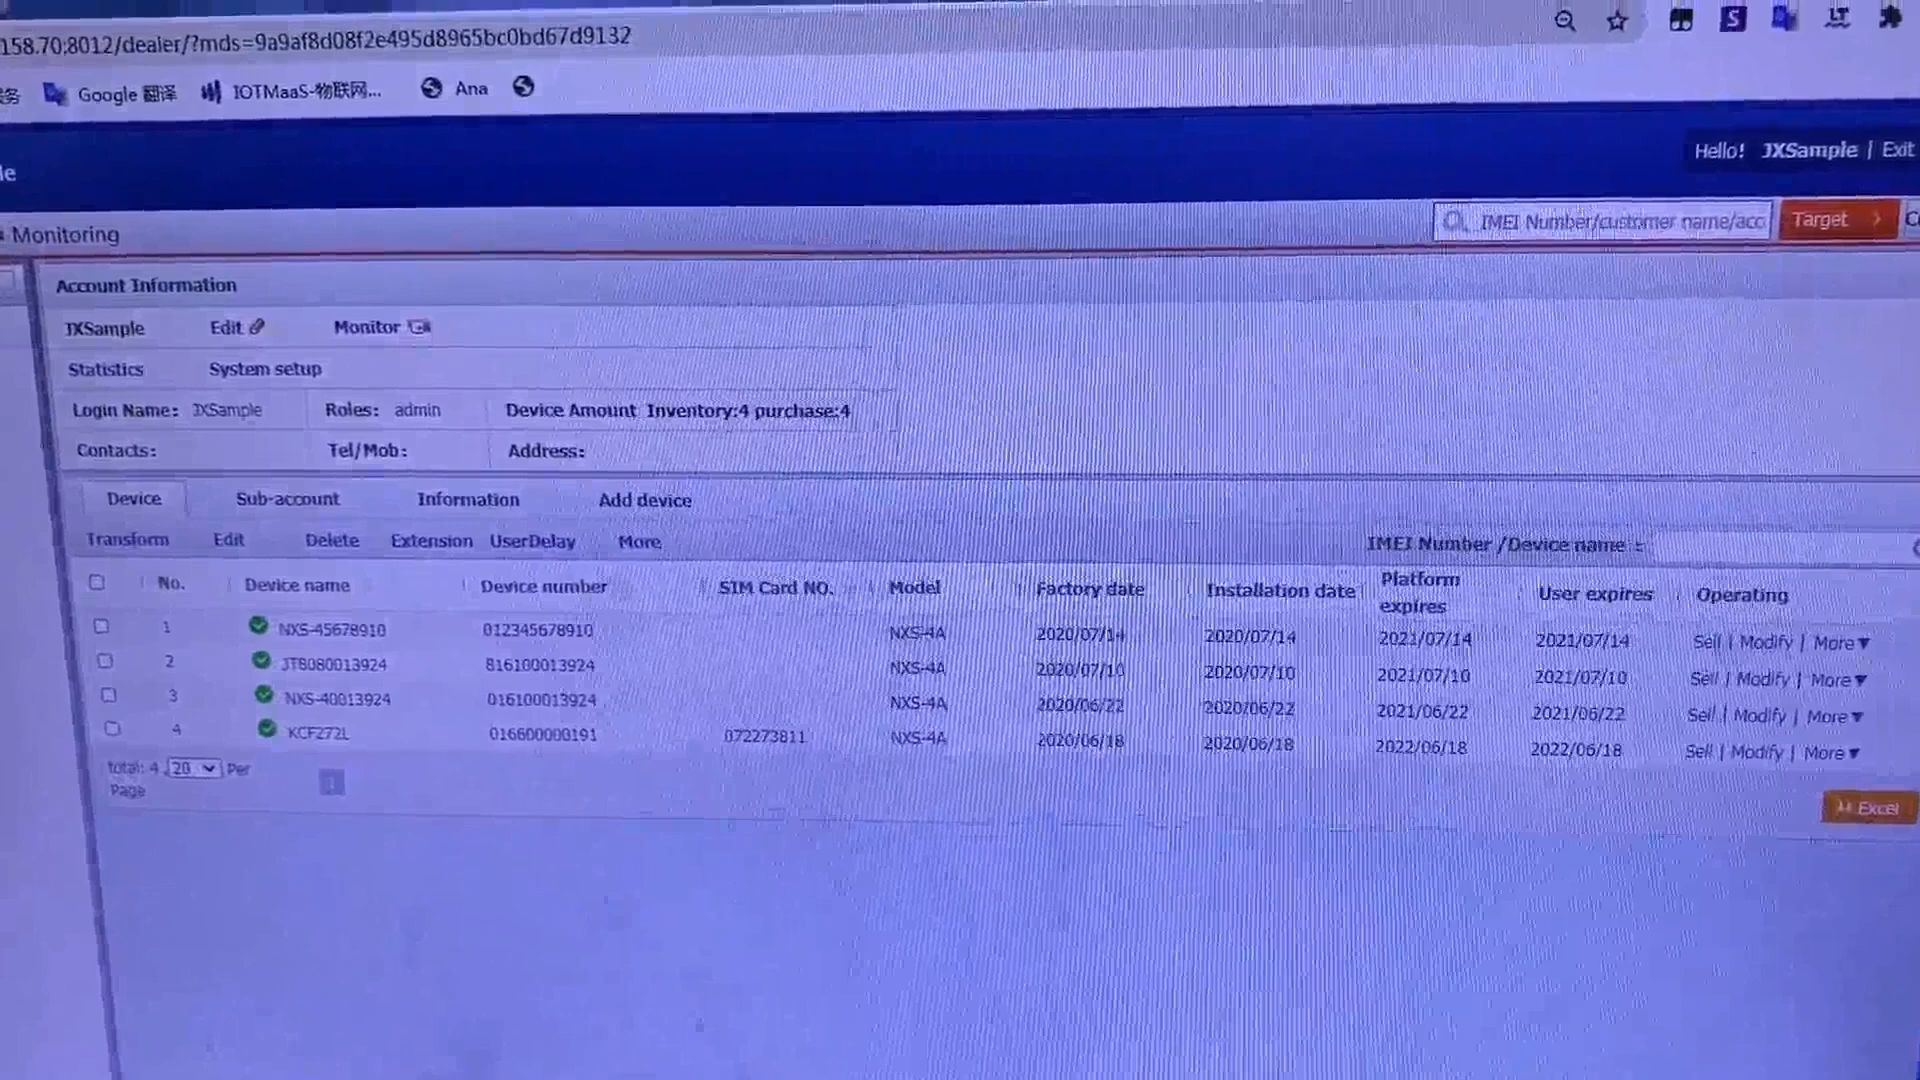 158.70:8012/dealer/?mds=9a9af8d08f2e495d8965bc0bd67d9132
务 Google 翻译 IOTMaaS-物联网... Ana
Hello! JXSample | Exit
le
Monitoring IMEI Number/customer name/acc Target
Account Information
JXSample Edit Monitor
Statistics System setup
Login Name: JXSample Roles: admin Device Amount Inventory:4 purchase:4
Contacts: Tel/Mob: Address:
Device Sub-account Information Add device
Transform Edit Delete Extension UserDelay More IMEI Number /Device name :
No. Device name Device number SIM Card NO. Model Factory date Installation date Platform expires User expires Operating
1 NXS-45678910 012345678910 NXS-4A 2020/07/14 2020/07/14 2021/07/14 2021/07/14 Sell | Modify | More▼
2 JT8080013924 816100013924 NXS-4A 2020/07/10 2020/07/10 2021/07/10 2021/07/10 Sell | Modify | More▼
3 NXS-40013924 016100013924 NXS-4A 2020/06/22 2020/06/22 2021/06/22 2021/06/22 Sell | Modify | More▼
4 KCF272L 016600000191 072273811 NXS-4A 2020/06/18 2020/06/18 2022/06/18 2022/06/18 Sell | Modify | More▼
total: 4 20 Per
Page
Excel